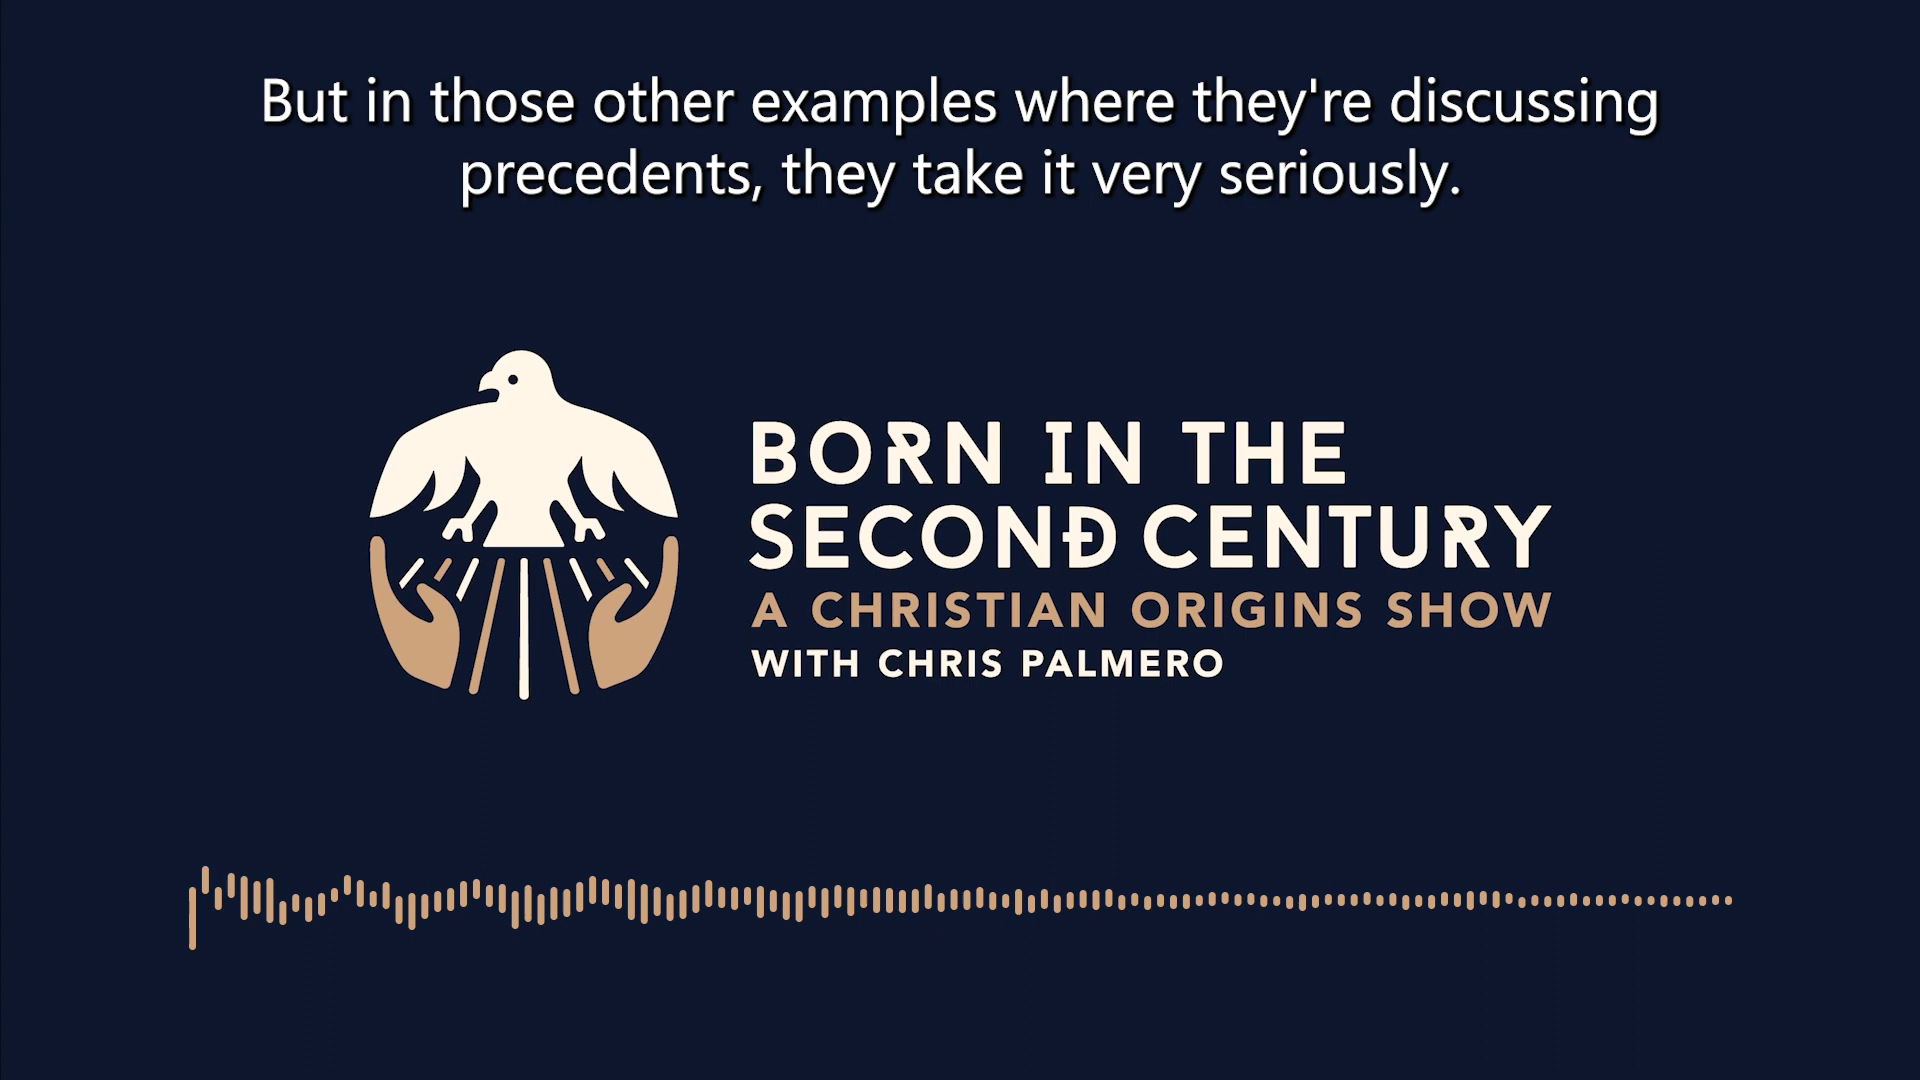 But in those other examples where they're discussing
precedents, they take it very seriously.
BORN IN THE
SECOND CENTURY
A CHRISTIAN ORIGINS SHOW
WITH CHRIS PALMERO